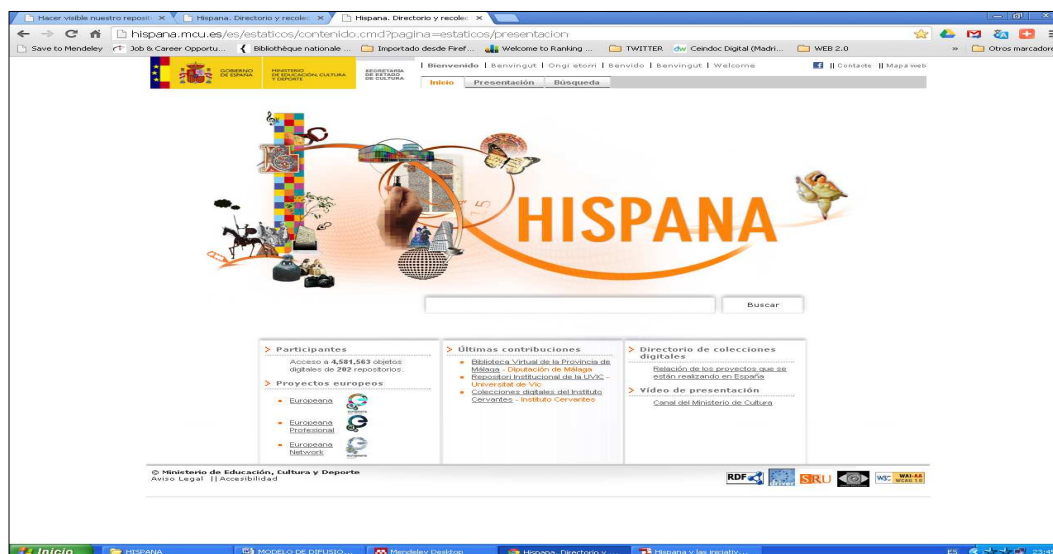 Hacer visible nuestro reposit
Hispana. Directorio y recolec
Hispana. Directorio y recolec
hispana.mcu.es/es/estaticos/contenido.cmd?pagina=estaticos/presentacion
Save to Mendeley
Job & Career Opportu...
Bibliothèque nationale ...
Importado desde Firef...
Welcome to Ranking ...
TWITTER
Ceindoc Digital (Madri...
WEB 2.0
Otros marcadore
GOBIERNO DE ESPAÑA
MINISTERIO DE EDUCACIÓN, CULTURA Y DEPORTE
SECRETARÍA DE ESTADO DE CULTURA
| Bienvenido | Benvingut | Ongi etorri | Benvido | Benvingut | Welcome
|| Contacte || Mapa web
Inicio Presentación Búsqueda
HISPANA
Buscar
> Participantes
Acceso a 4,581,563 objetos
digitales de 202 repositorios.
> Proyectos europeos
Europeana
Europeana
Profesional
Europeana
Network
> Últimas contribuciones
Biblioteca Virtual de la Provincia de
Málaga - Diputación de Málaga
Repositori Institucional de la UVIC -
Universitat de Vic
Colecciones digitales del Instituto
Cervantes - Instituto Cervantes
> Directorio de colecciones
digitales
Relación de los proyectos que se
están realizando en España
> Vídeo de presentación
Canal del Ministerio de Cultura
© Ministerio de Educación, Cultura y Deporte
Aviso Legal || Accesibilidad
RDF
SRU
W3C WAI-AA
WCAG 1.0
Inicio
HISPANA
MODELO DE DIFUSIO...
Mendeley Desktop
Hispana. Directorio y ...
Hispana y las iniciativ...
ES
23:45